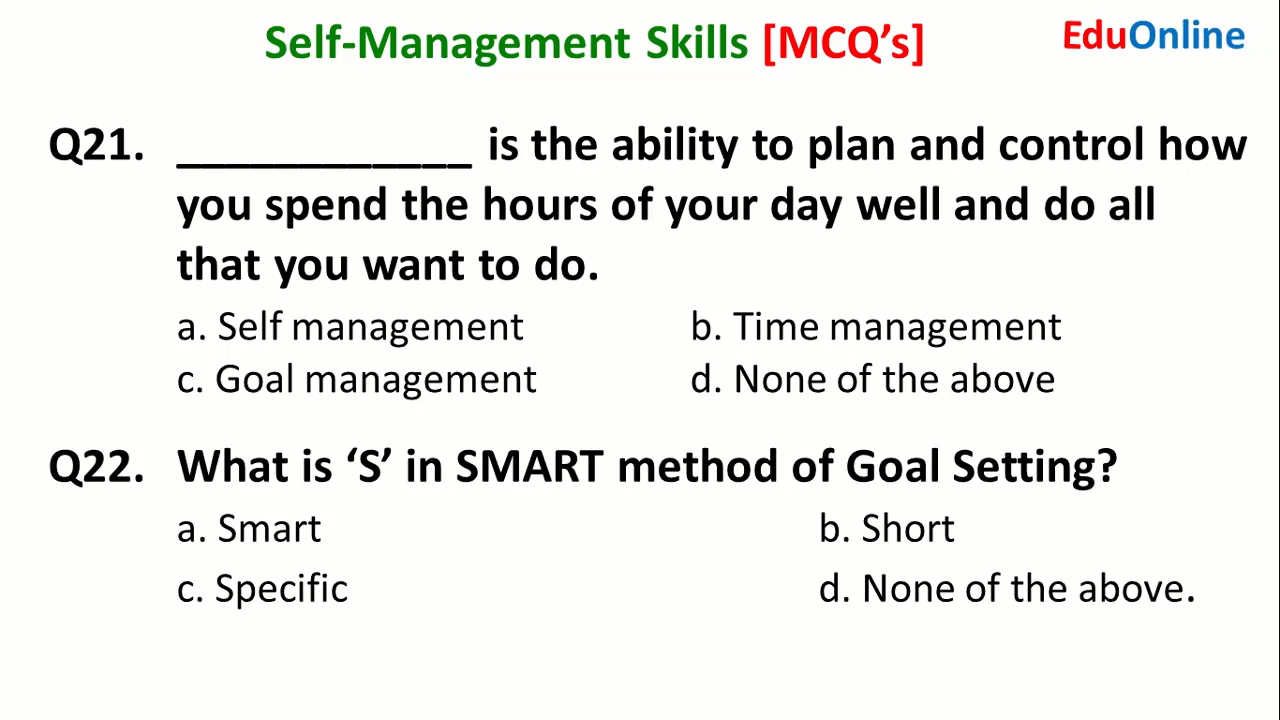 Self-Management Skills [MCQ’s]
EduOnline
Q21. ____________ is the ability to plan and control how
you spend the hours of your day well and do all
that you want to do.
a. Self management b. Time management
c. Goal management d. None of the above
Q22. What is ‘S’ in SMART method of Goal Setting?
a. Smart b. Short
c. Specific d. None of the above.